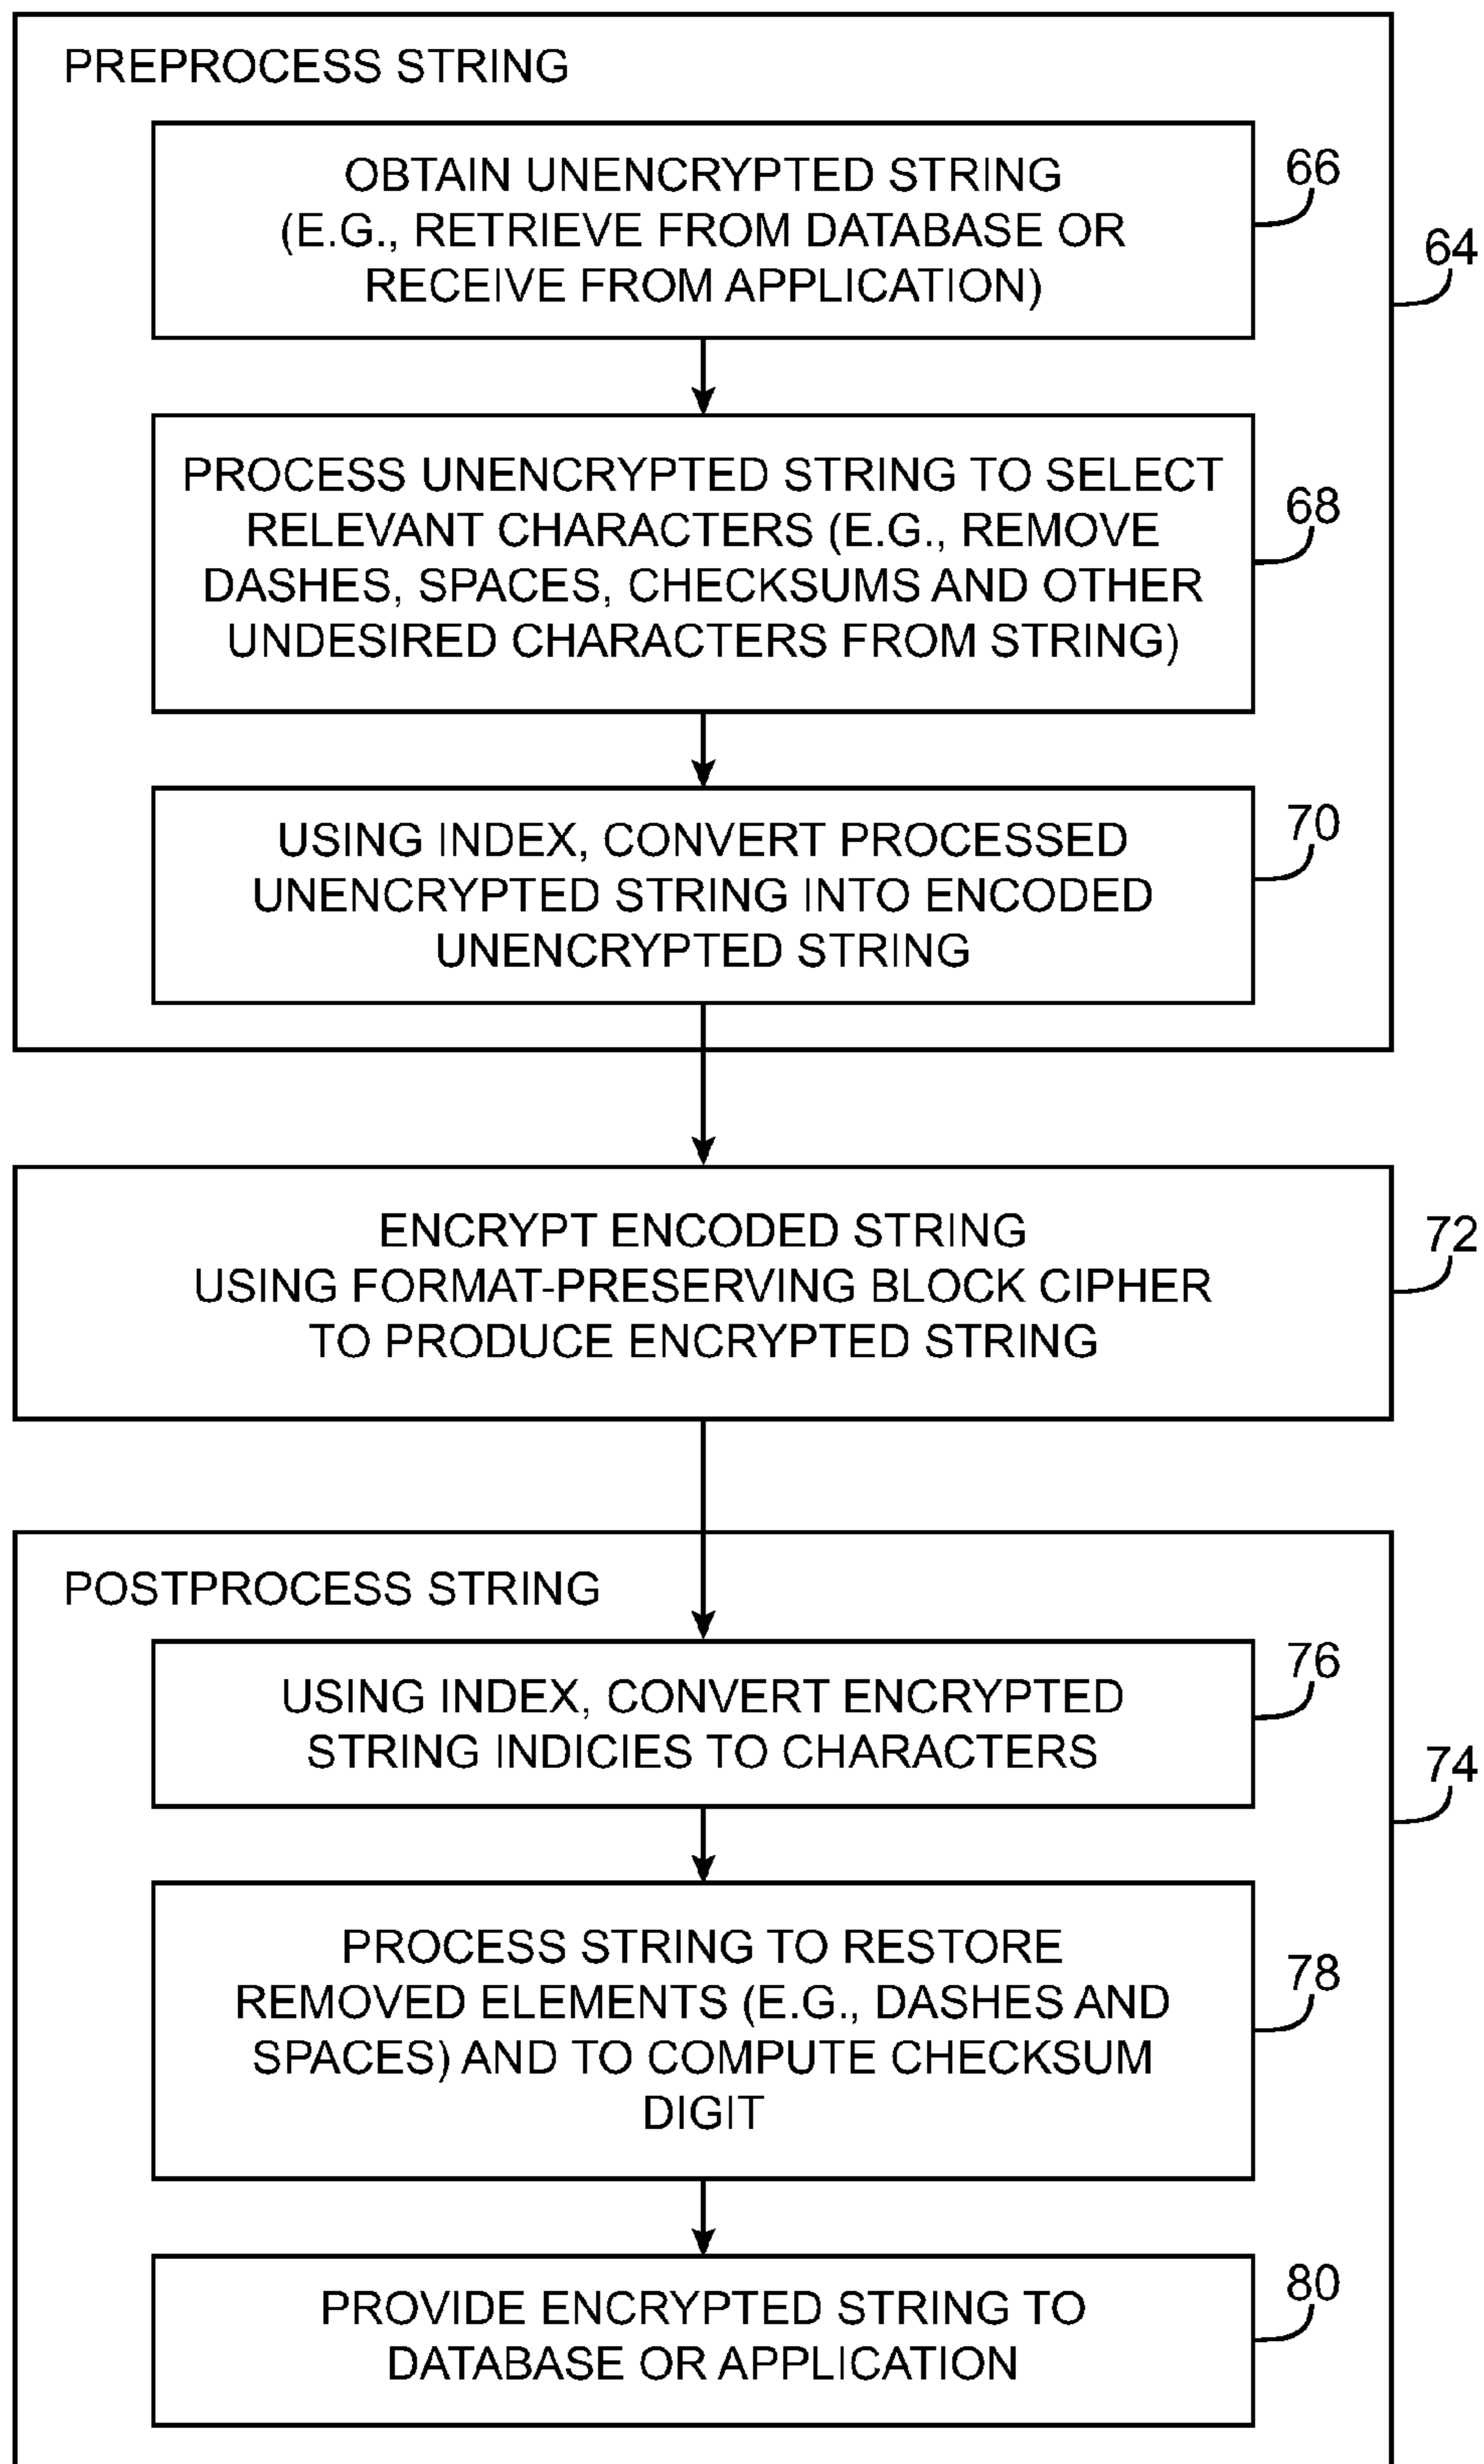 PREPROCESS STRING
OBTAIN UNENCRYPTED STRING
(E.G., RETRIEVE FROM DATABASE OR
RECEIVE FROM APPLICATION)
66
64
PROCESS UNENCRYPTED STRING TO SELECT
RELEVANT CHARACTERS (E.G., REMOVE
DASHES, SPACES, CHECKSUMS AND OTHER
UNDESIRED CHARACTERS FROM STRING)
68
USING INDEX, CONVERT PROCESSED
UNENCRYPTED STRING INTO ENCODED
UNENCRYPTED STRING
70
ENCRYPT ENCODED STRING
USING FORMAT-PRESERVING BLOCK CIPHER
TO PRODUCE ENCRYPTED STRING
72
POSTPROCESS STRING
USING INDEX, CONVERT ENCRYPTED
STRING INDICIES TO CHARACTERS
76
74
PROCESS STRING TO RESTORE
REMOVED ELEMENTS (E.G., DASHES AND
SPACES) AND TO COMPUTE CHECKSUM
DIGIT
78
PROVIDE ENCRYPTED STRING TO
DATABASE OR APPLICATION
80